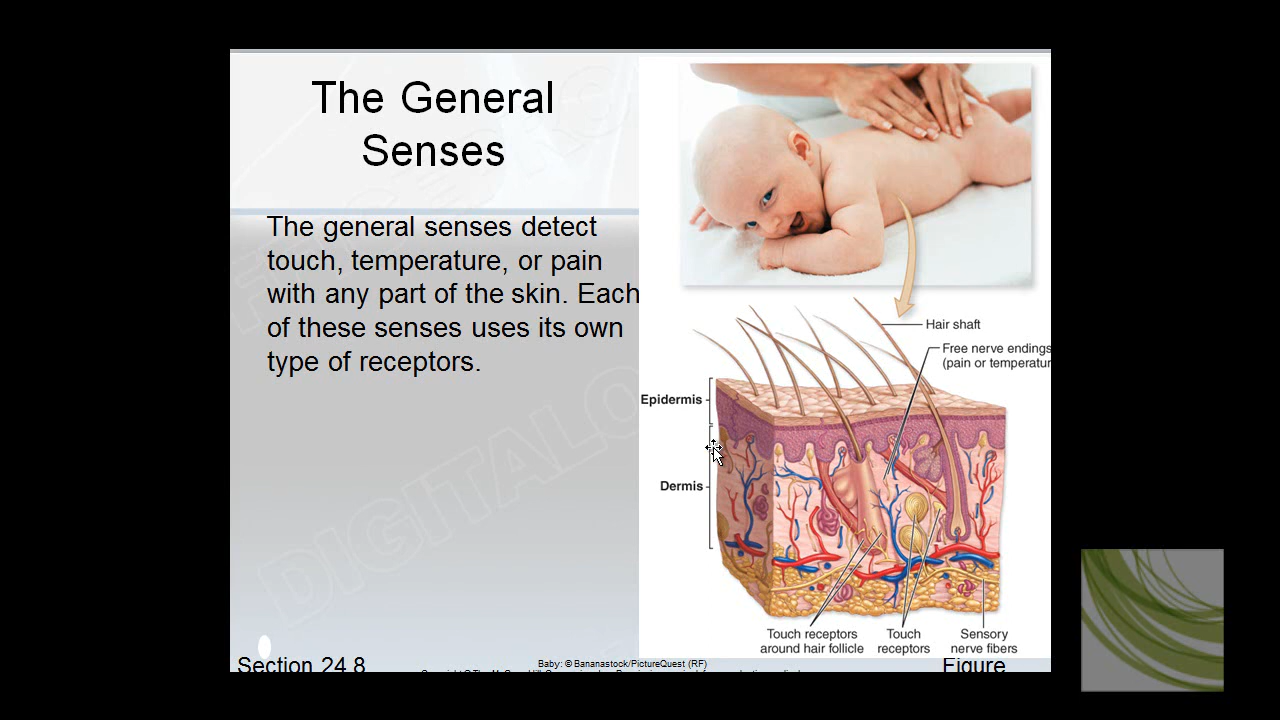 The General
Senses
The general senses detect
touch, temperature, or pain
with any part of the skin. Each
of these senses uses its own
type of receptors.
Hair shaft
Free nerve endings
(pain or temperatur
Epidermis
Dermis
Touch receptors
around hair follicle
Touch
receptors
Sensory
nerve fibers
Section 24.8
Baby: © Bananastock/PictureQuest (RF)
Figure
DIGITAL